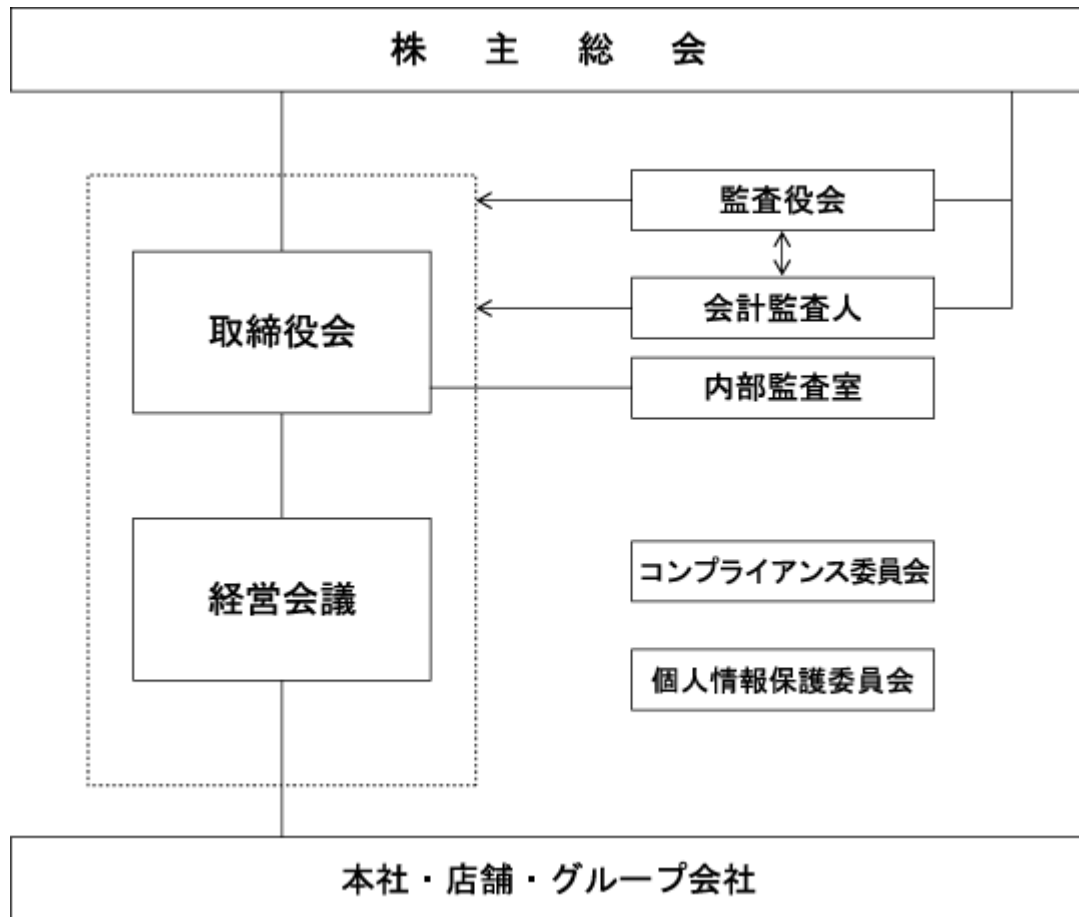 株主総会
監査役会
会計監査人
取締役会
内部監査室
コンプライアンス委員会
経営会議
個人情報保護委員会
本社・店舗・グループ会社